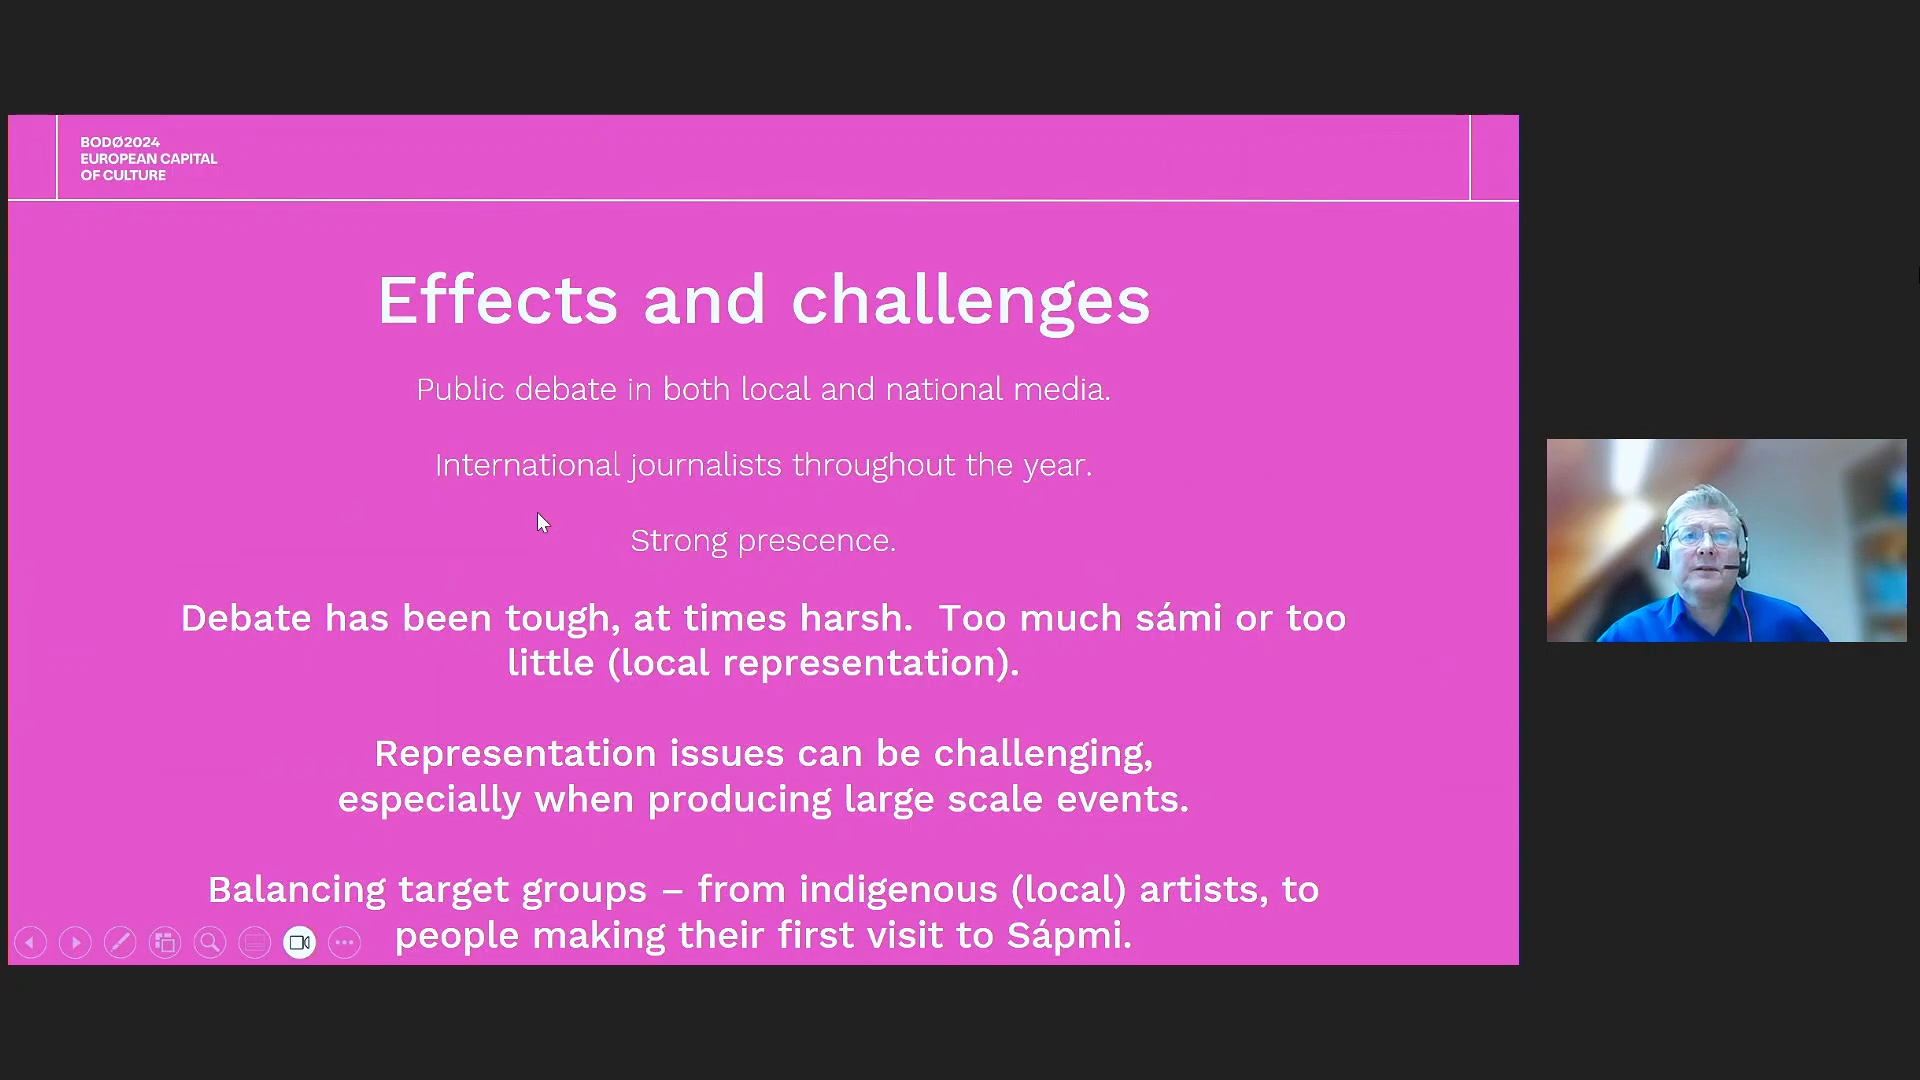 BODØ2024
EUROPEAN CAPITAL
OF CULTURE
Effects and challenges
Public debate in both local and national media.
International journalists throughout the year.
Strong prescence.
Debate has been tough, at times harsh.  Too much sámi or too
little (local representation).
Representation issues can be challenging,
especially when producing large scale events.
Balancing target groups – from indigenous (local) artists, to
people making their first visit to Sápmi.